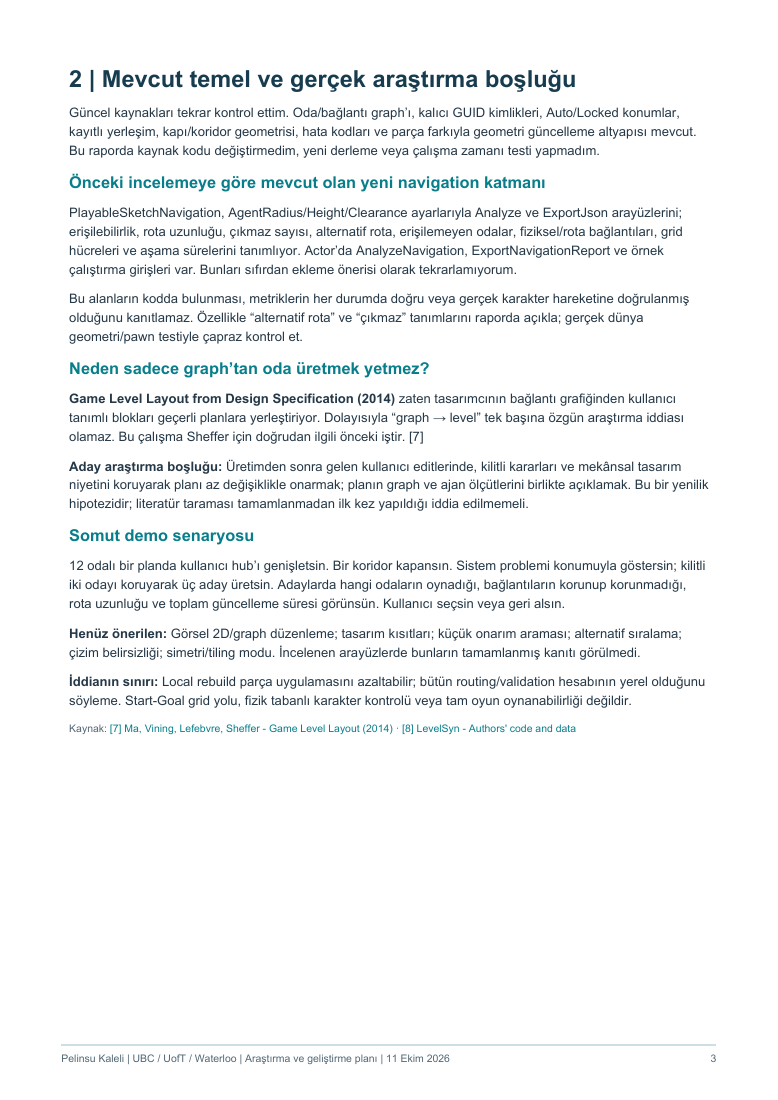 2 | Mevcut temel ve gerçek araştırma boşluğu
Güncel kaynakları tekrar kontrol ettim. Oda/bağlantı graph’ı, kalıcı GUID kimlikleri, Auto/Locked konumlar,
kayıtlı yerleşim, kapı/koridor geometrisi, hata kodları ve parça farkıyla geometri güncelleme altyapısı mevcut.
Bu raporda kaynak kodu değiştirmedim, yeni derleme veya çalışma zamanı testi yapmadım.
Önceki incelemeye göre mevcut olan yeni navigation katmanı
PlayableSketchNavigation, AgentRadius/Height/Clearance ayarlarıyla Analyze ve ExportJson arayüzlerini;
erişilebilirlik, rota uzunluğu, çıkmaz sayısı, alternatif rota, erişilemeyen odalar, fiziksel/rota bağlantıları, grid
hücreleri ve aşama sürelerini tanımlıyor. Actor’da AnalyzeNavigation, ExportNavigationReport ve örnek
çalıştırma girişleri var. Bunları sıfırdan ekleme önerisi olarak tekrarlamıyorum.
Bu alanların kodda bulunması, metriklerin her durumda doğru veya gerçek karakter hareketine doğrulanmış
olduğunu kanıtlamaz. Özellikle “alternatif rota” ve “çıkmaz” tanımlarını raporda açıkla; gerçek dünya
geometri/pawn testiyle çapraz kontrol et.
Neden sadece graph’tan oda üretmek yetmez?
Game Level Layout from Design Specification (2014) zaten tasarımcının bağlantı grafiğinden kullanıcı
tanımlı blokları geçerli planlara yerleştiriyor. Dolayısıyla “graph → level” tek başına özgün araştırma iddiası
olamaz. Bu çalışma Sheffer için doğrudan ilgili önceki iştir. [7]
Aday araştırma boşluğu: Üretimden sonra gelen kullanıcı editlerinde, kilitli kararları ve mekânsal tasarım
niyetini koruyarak planı az değişiklikle onarmak; planın graph ve ajan ölçütlerini birlikte açıklamak. Bu bir yenilik
hipotezidir; literatür taraması tamamlanmadan ilk kez yapıldığı iddia edilmemeli.
Somut demo senaryosu
12 odalı bir planda kullanıcı hub’ı genişletsin. Bir koridor kapansın. Sistem problemi konumuyla göstersin; kilitli
iki odayı koruyarak üç aday üretsin. Adaylarda hangi odaların oynadığı, bağlantıların korunup korunmadığı,
rota uzunluğu ve toplam güncelleme süresi görünsün. Kullanıcı seçsin veya geri alsın.
Henüz önerilen: Görsel 2D/graph düzenleme; tasarım kısıtları; küçük onarım araması; alternatif sıralama;
çizim belirsizliği; simetri/tiling modu. İncelenen arayüzlerde bunların tamamlanmış kanıtı görülmedi.
İddianın sınırı: Local rebuild parça uygulamasını azaltabilir; bütün routing/validation hesabının yerel olduğunu
söyleme. Start-Goal grid yolu, fizik tabanlı karakter kontrolü veya tam oyun oynanabilirliği değildir.
Kaynak: [7] Ma, Vining, Lefebvre, Sheffer - Game Level Layout (2014) · [8] LevelSyn - Authors' code and data
Pelinsu Kaleli | UBC / UofT / Waterloo | Araştırma ve geliştirme planı | 11 Ekim 2026
3